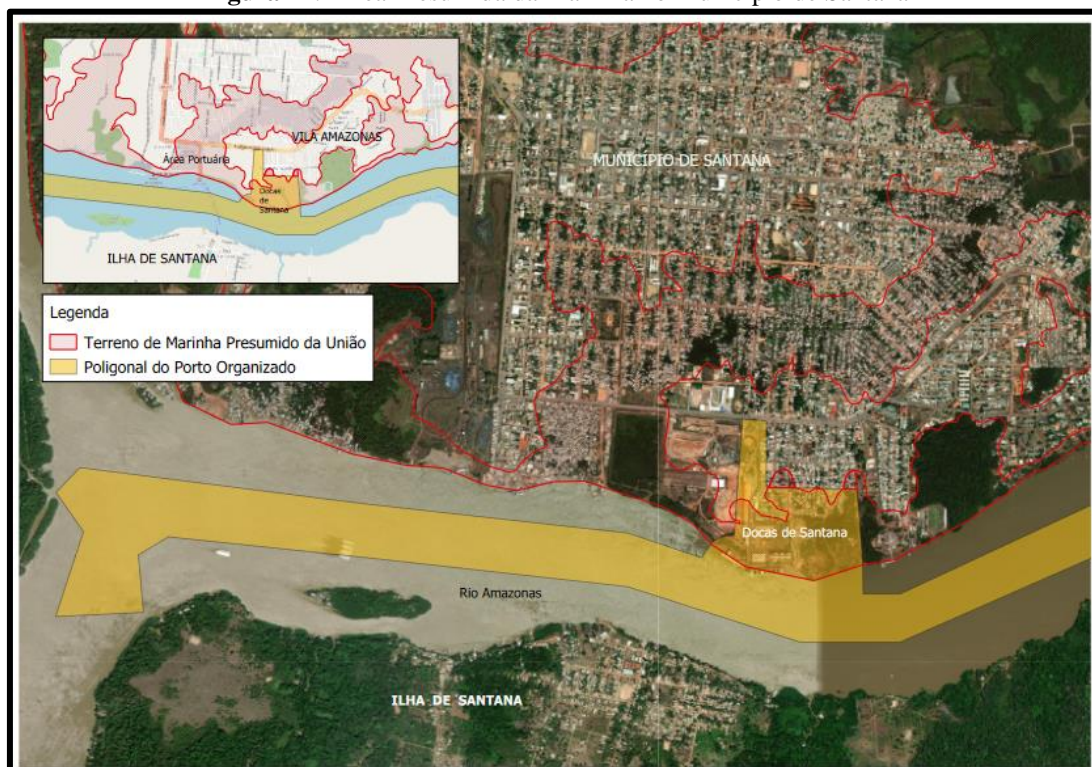 MUNICÍPIO DE SANTANA
VILA AMAZONAS
Área Portuária
Docas
de
Santana
ILHA DE SANTANA
Legenda
Terreno de Marinha Presumido da União
Poligonal do Porto Organizado
Docas de Santana
Rio Amazonas
ILHA DE SANTANA